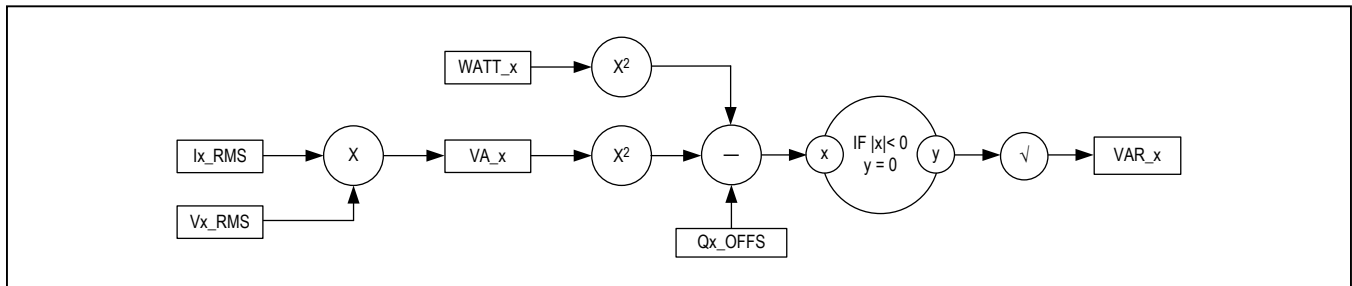 WATT_x
X²
Ix_RMS
X
VA_x
X²
—
x
IF |x|< 0
y = 0
y
√
VAR_x
Vx_RMS
Qx_OFFS